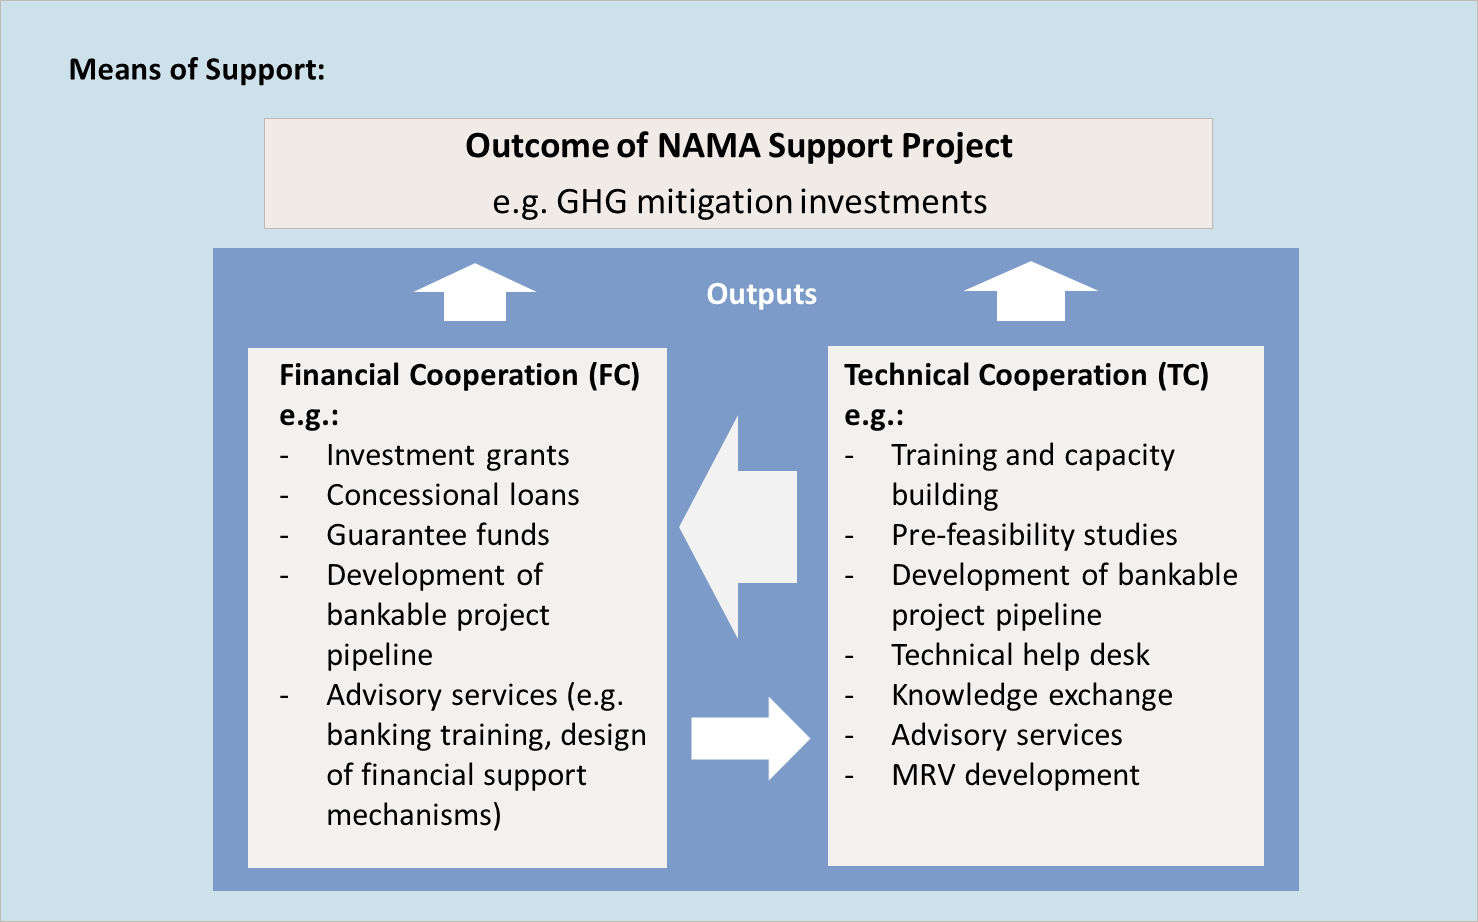 Means of Support:
Outcome of NAMA Support Project
e.g. GHG mitigation investments
Outputs
Financial Cooperation (FC)
e.g.:
- Investment grants
- Concessional loans
- Guarantee funds
- Development of
bankable project
pipeline
- Advisory services (e.g.
banking training, design
of financial support
mechanisms)
Technical Cooperation (TC)
e.g.:
- Training and capacity
building
- Pre-feasibility studies
- Development of bankable
project pipeline
- Technical help desk
- Knowledge exchange
- Advisory services
- MRV development